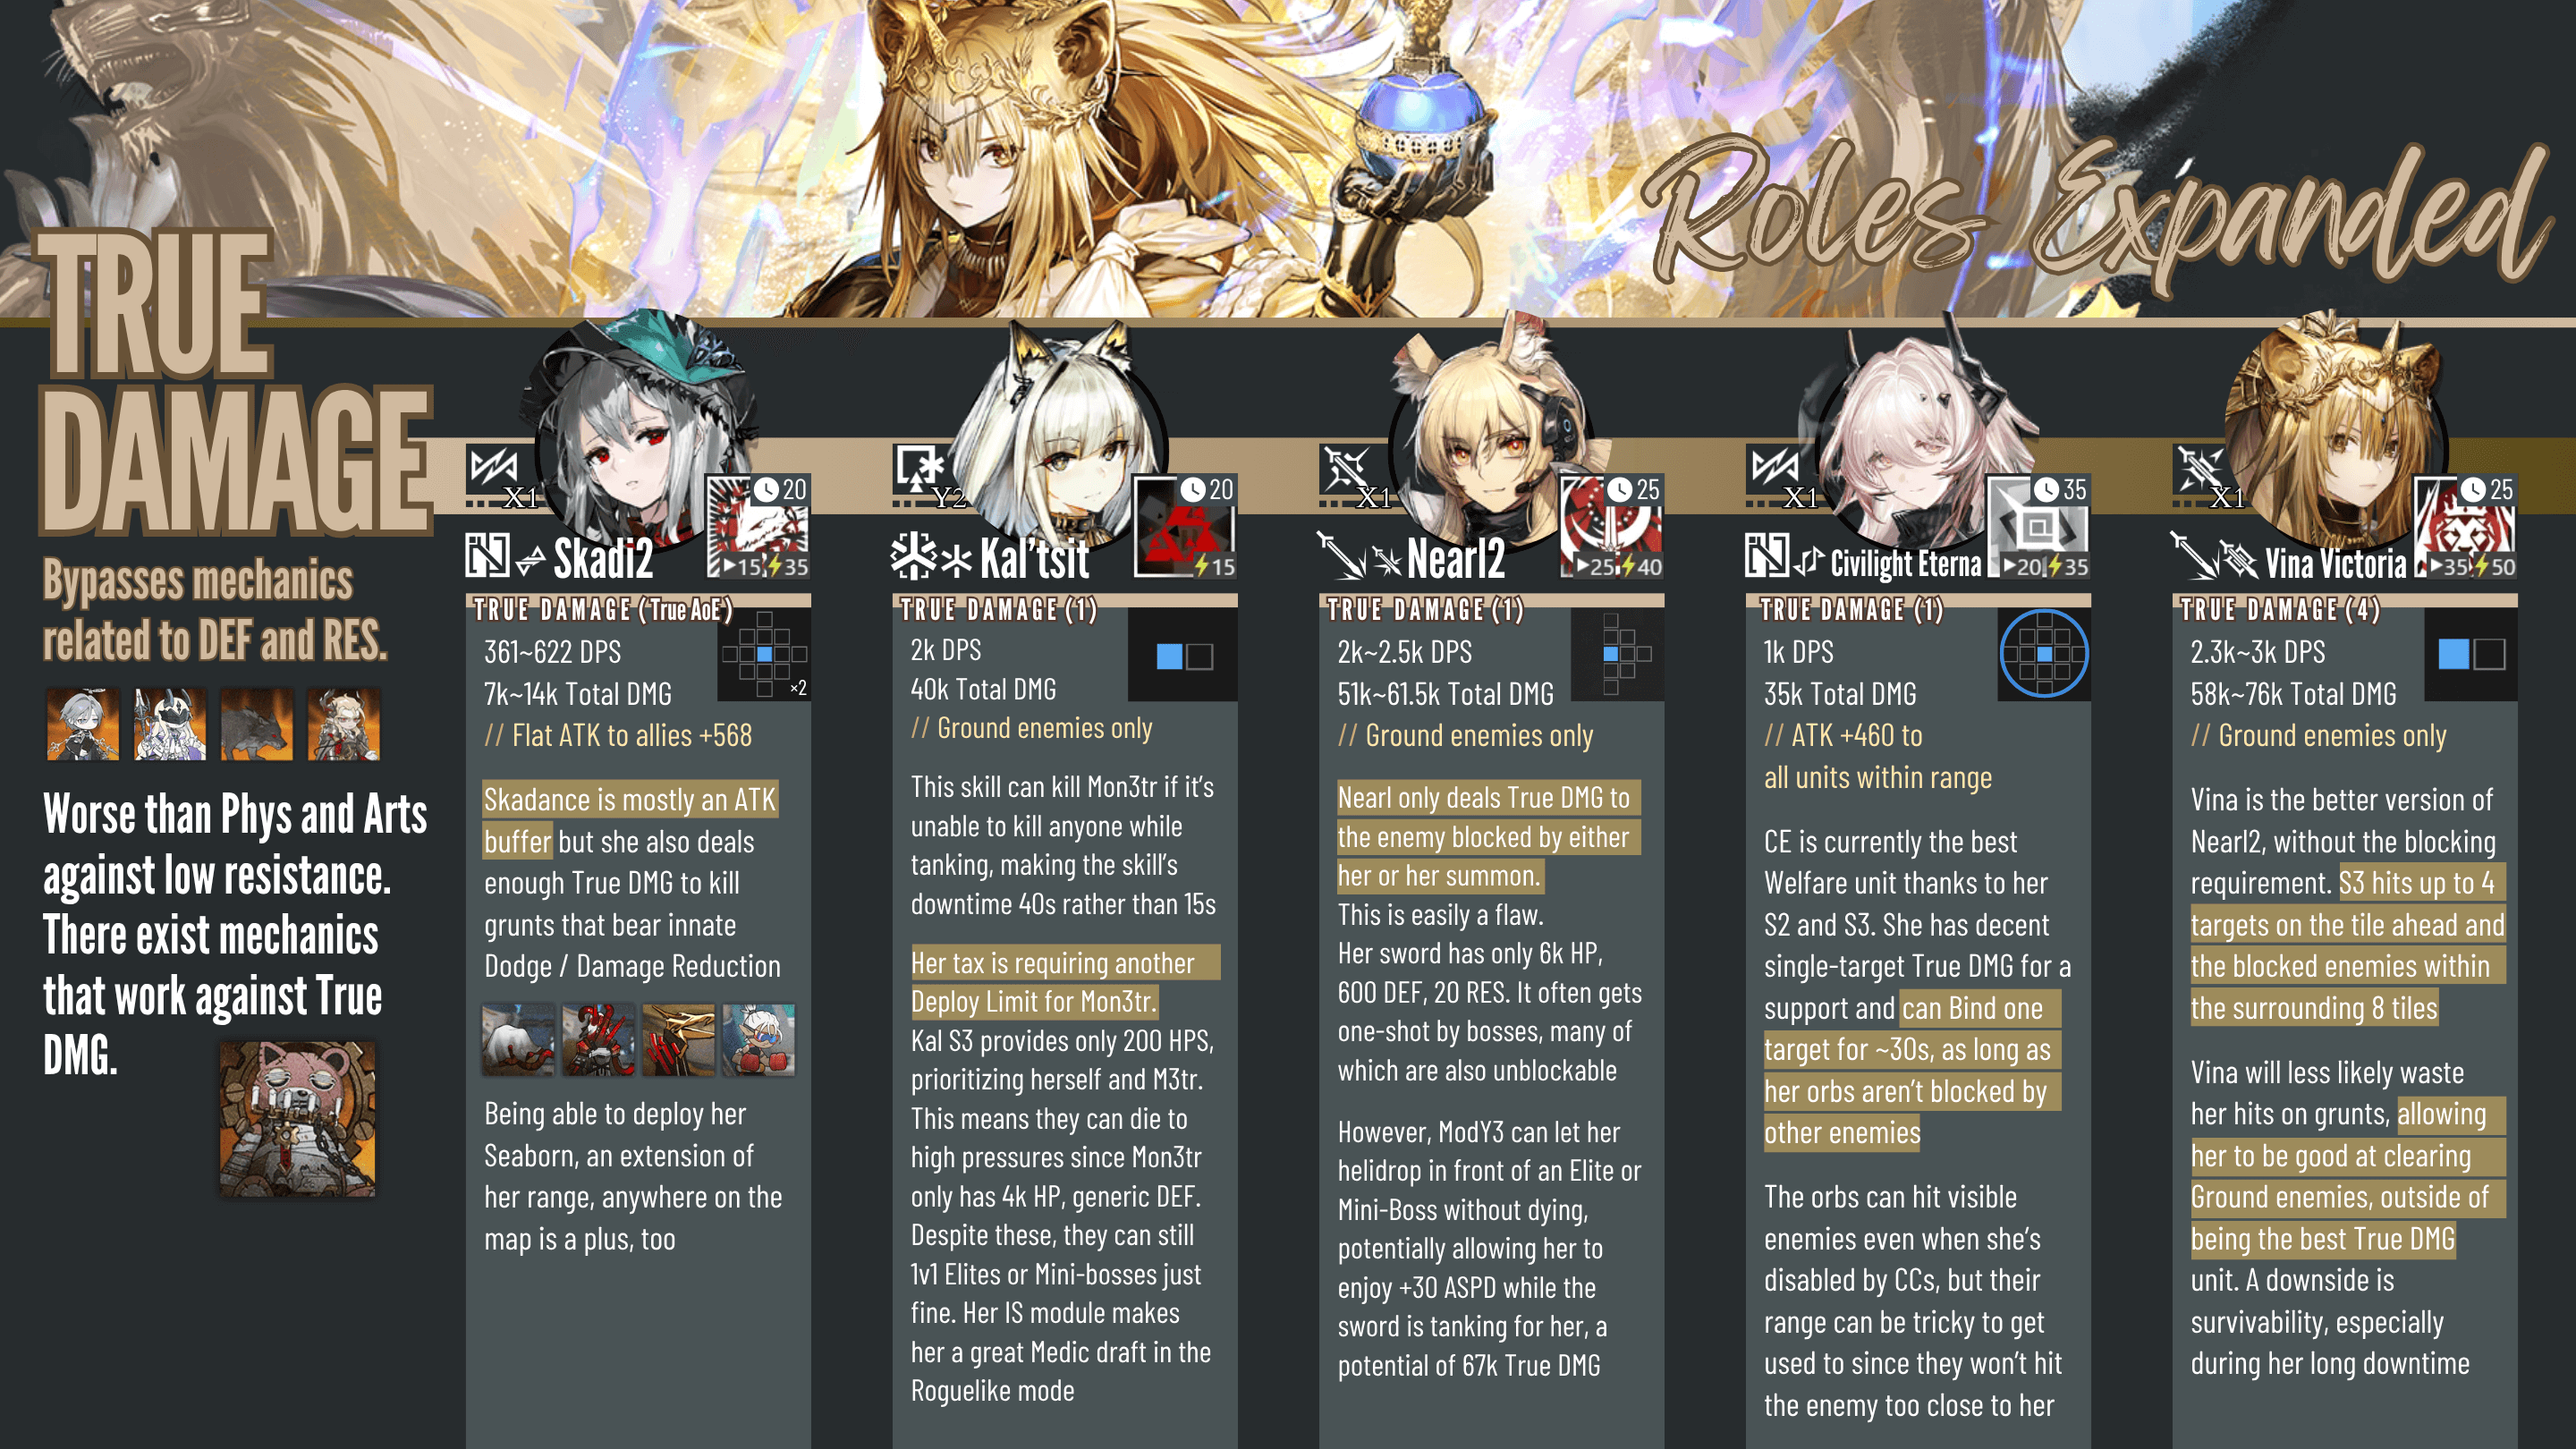 Roles Expanded
TRUE
DAMAGE
Bypasses mechanics
related to DEF and RES.
Worse than Phys and Arts
against low resistance.
There exist mechanics
that work against True
DMG.
X1
20
▶15 ⚡35
Skadi2
TRUE DAMAGE (True AoE)
361~622 DPS
7k~14k Total DMG
×2
// Flat ATK to allies +568
Skadance is mostly an ATK
buffer but she also deals
enough True DMG to kill
grunts that bear innate
Dodge / Damage Reduction
Being able to deploy her
Seaborn, an extension of
her range, anywhere on the
map is a plus, too
Y2
20
⚡15
Kal'tsit
TRUE DAMAGE (1)
2k DPS
40k Total DMG
// Ground enemies only
This skill can kill Mon3tr if it's
unable to kill anyone while
tanking, making the skill's
downtime 40s rather than 15s
Her tax is requiring another
Deploy Limit for Mon3tr.
Kal S3 provides only 200 HPS,
prioritizing herself and M3tr.
This means they can die to
high pressures since Mon3tr
only has 4k HP, generic DEF.
Despite these, they can still
1v1 Elites or Mini-bosses just
fine. Her IS module makes
her a great Medic draft in the
Roguelike mode
X1
25
▶25 ⚡40
Nearl2
TRUE DAMAGE (1)
2k~2.5k DPS
51k~61.5k Total DMG
// Ground enemies only
Nearl only deals True DMG to
the enemy blocked by either
her or her summon.
This is easily a flaw.
Her sword has only 6k HP,
600 DEF, 20 RES. It often gets
one-shot by bosses, many of
which are also unblockable
However, ModY3 can let her
helidrop in front of an Elite or
Mini-Boss without dying,
potentially allowing her to
enjoy +30 ASPD while the
sword is tanking for her, a
potential of 67k True DMG
X1
35
▶20 ⚡35
Civilight Eterna
TRUE DAMAGE (1)
1k DPS
35k Total DMG
// ATK +460 to
all units within range
CE is currently the best
Welfare unit thanks to her
S2 and S3. She has decent
single-target True DMG for a
support and can Bind one
target for ~30s, as long as
her orbs aren't blocked by
other enemies
The orbs can hit visible
enemies even when she's
disabled by CCs, but their
range can be tricky to get
used to since they won't hit
the enemy too close to her
X1
25
▶35 ⚡50
Vina Victoria
TRUE DAMAGE (4)
2.3k~3k DPS
58k~76k Total DMG
// Ground enemies only
Vina is the better version of
Nearl2, without the blocking
requirement. S3 hits up to 4
targets on the tile ahead and
the blocked enemies within
the surrounding 8 tiles
Vina will less likely waste
her hits on grunts, allowing
her to be good at clearing
Ground enemies, outside of
being the best True DMG
unit. A downside is
survivability, especially
during her long downtime